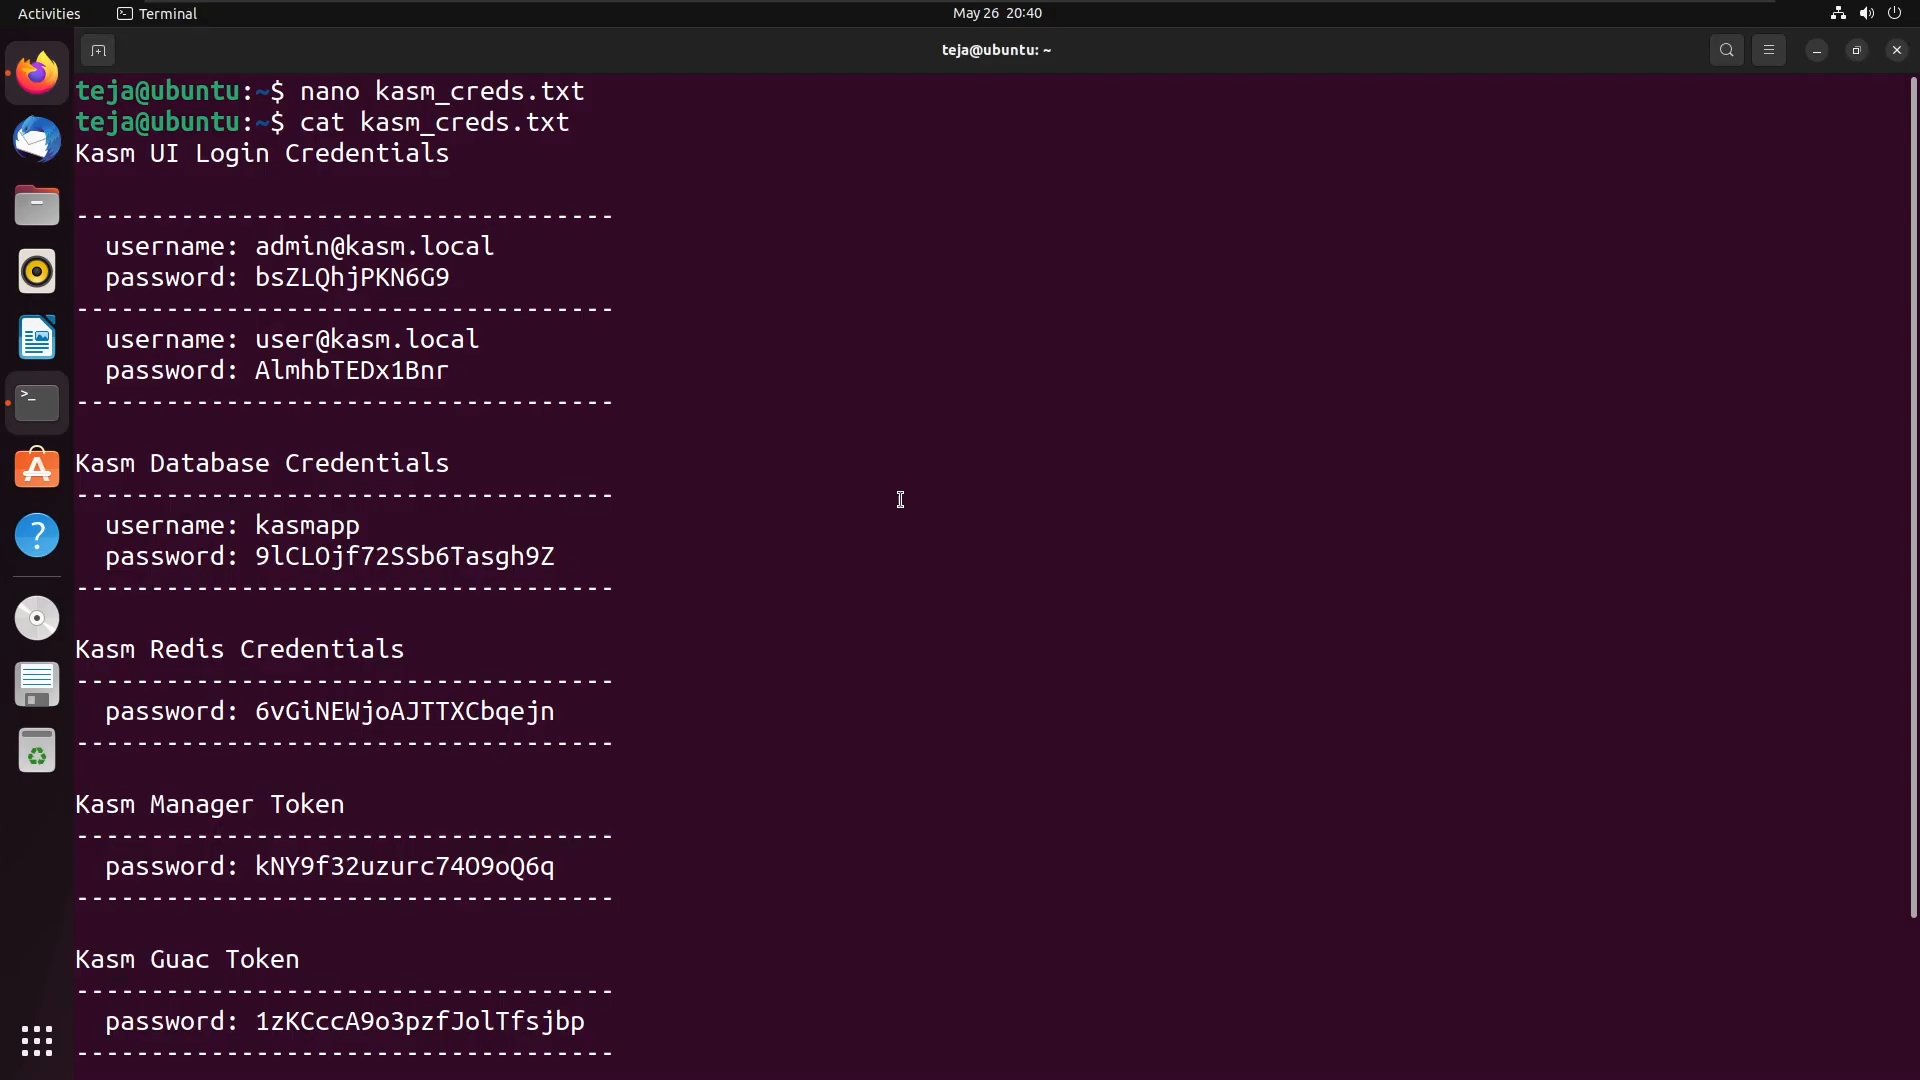 Activities
Terminal
May 26 20:40
teja@ubuntu: ~
teja@ubuntu:~$ nano kasm_creds.txt
teja@ubuntu:~$ cat kasm_creds.txt
Kasm UI Login Credentials
------------------------------------
username: admin@kasm.local
password: bsZLQhjPKN6G9
------------------------------------
username: user@kasm.local
password: AlmhbTEDx1Bnr
------------------------------------
Kasm Database Credentials
------------------------------------
username: kasmapp
password: 9lCLOjf72SSb6Tasgh9Z
------------------------------------
Kasm Redis Credentials
------------------------------------
password: 6vGiNEWjoAJTTXCbqejn
------------------------------------
Kasm Manager Token
------------------------------------
password: kNY9f32uzurc74O9oQ6q
------------------------------------
Kasm Guac Token
------------------------------------
password: 1zKCccA9o3pzfJolTfsjbp
------------------------------------